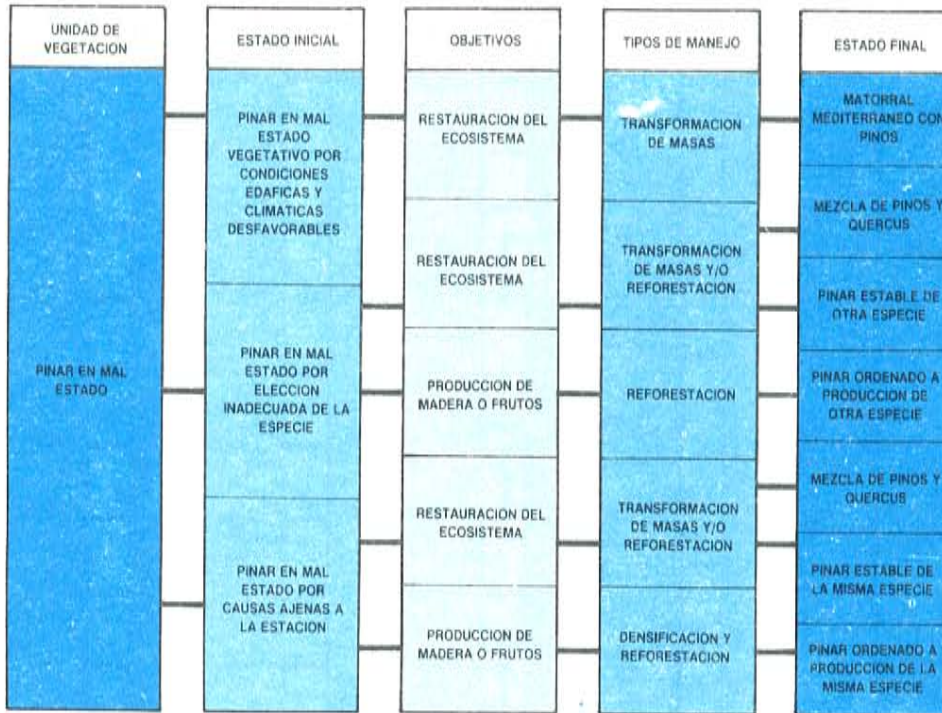 UNIDAD DE
VEGETACION
PINAR EN MAL
ESTADO
ESTADO INICIAL
PINAR EN MAL
ESTADO
VEGETATIVO POR
CONDICIONES
EDAFICAS Y
CLIMATICAS
DESFAVORABLES
PINAR EN MAL
ESTADO POR
ELECCION
INADECUADA DE LA
ESPECIE
PINAR EN MAL
ESTADO POR
CAUSAS AJENAS A
LA ESTACION
OBJETIVOS
RESTAURACION DEL
ECOSISTEMA
RESTAURACION DEL
ECOSISTEMA
PRODUCCION DE
MADERA O FRUTOS
RESTAURACION DEL
ECOSISTEMA
PRODUCCION DE
MADERA O FRUTOS
TIPOS DE MANEJO
TRANSFORMACION
DE MASAS
TRANSFORMACION
DE MASAS Y/O
REFORESTACION
REFORESTACION
TRANSFORMACION
DE MASAS Y/O
REFORESTACION
DENSIFICACION Y
REFORESTACION
ESTADO FINAL
MATORRAL
MEDITERRANEO CON
PINOS
MEZCLA DE PINOS Y
QUERCUS
PINAR ESTABLE DE
OTRA ESPECIE
PINAR ORDENADO A
PRODUCCION DE
OTRA ESPECIE
MEZCLA DE PINOS Y
QUERCUS
PINAR ESTABLE DE
LA MISMA ESPECIE
PINAR ORDENADO A
PRODUCCION DE LA
MISMA ESPECIE